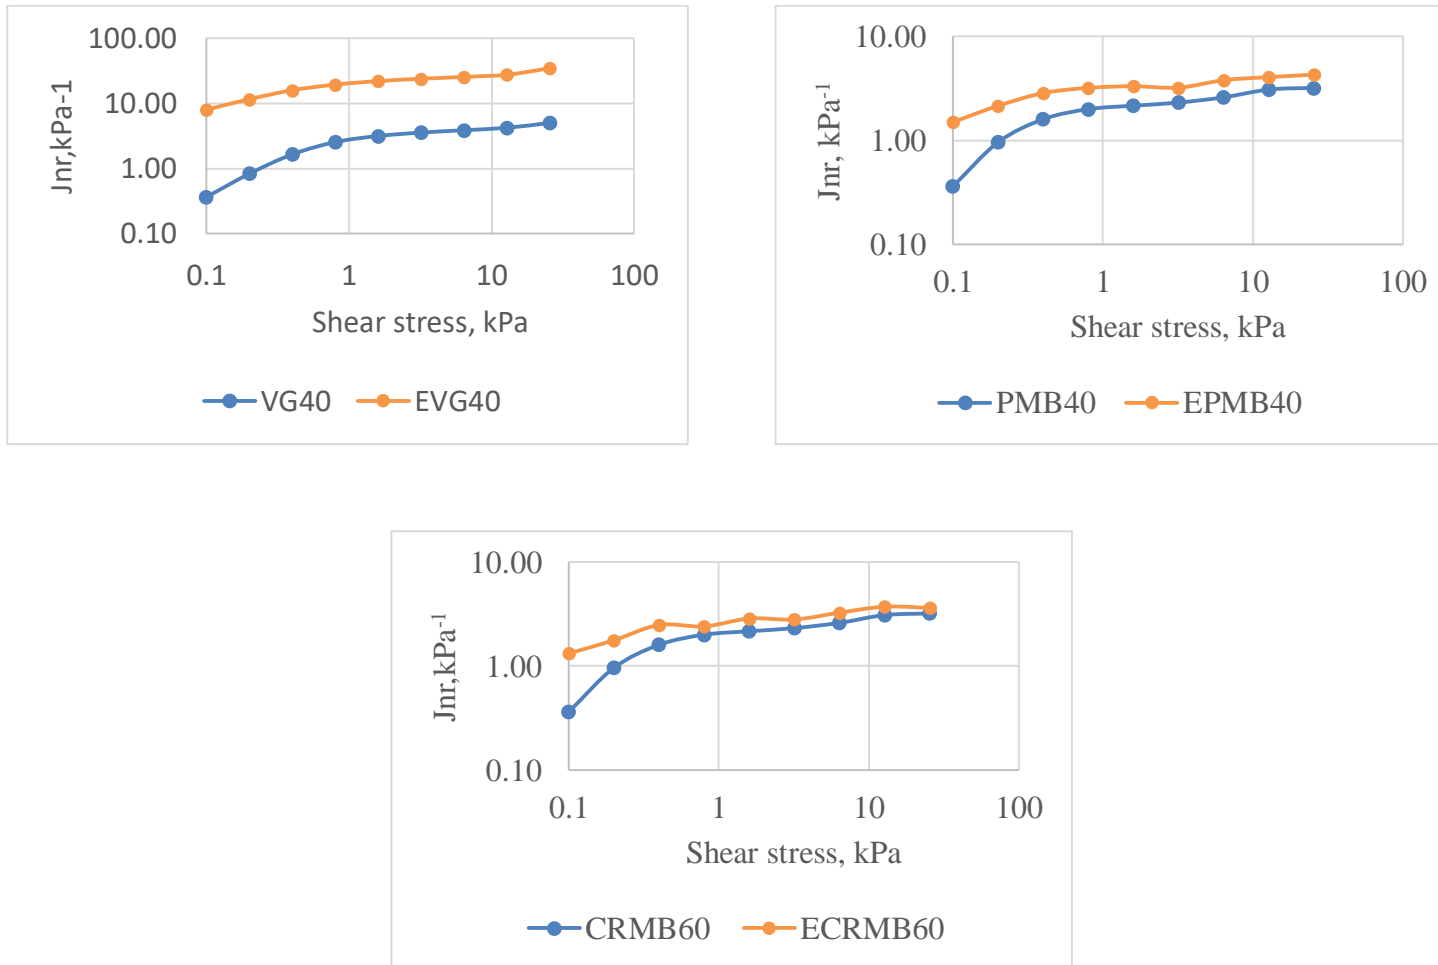 100.00
10.00
1.00
0.10
Jnr,kPa-1
0.1 1 10 100
Shear stress, kPa
VG40 EVG40
10.00
1.00
0.10
Jnr, kPa-1
0.1 1 10 100
Shear stress, kPa
PMB40 EPMB40
10.00
1.00
0.10
Jnr,kPa-1
0.1 1 10 100
Shear stress, kPa
CRMB60 ECRMB60